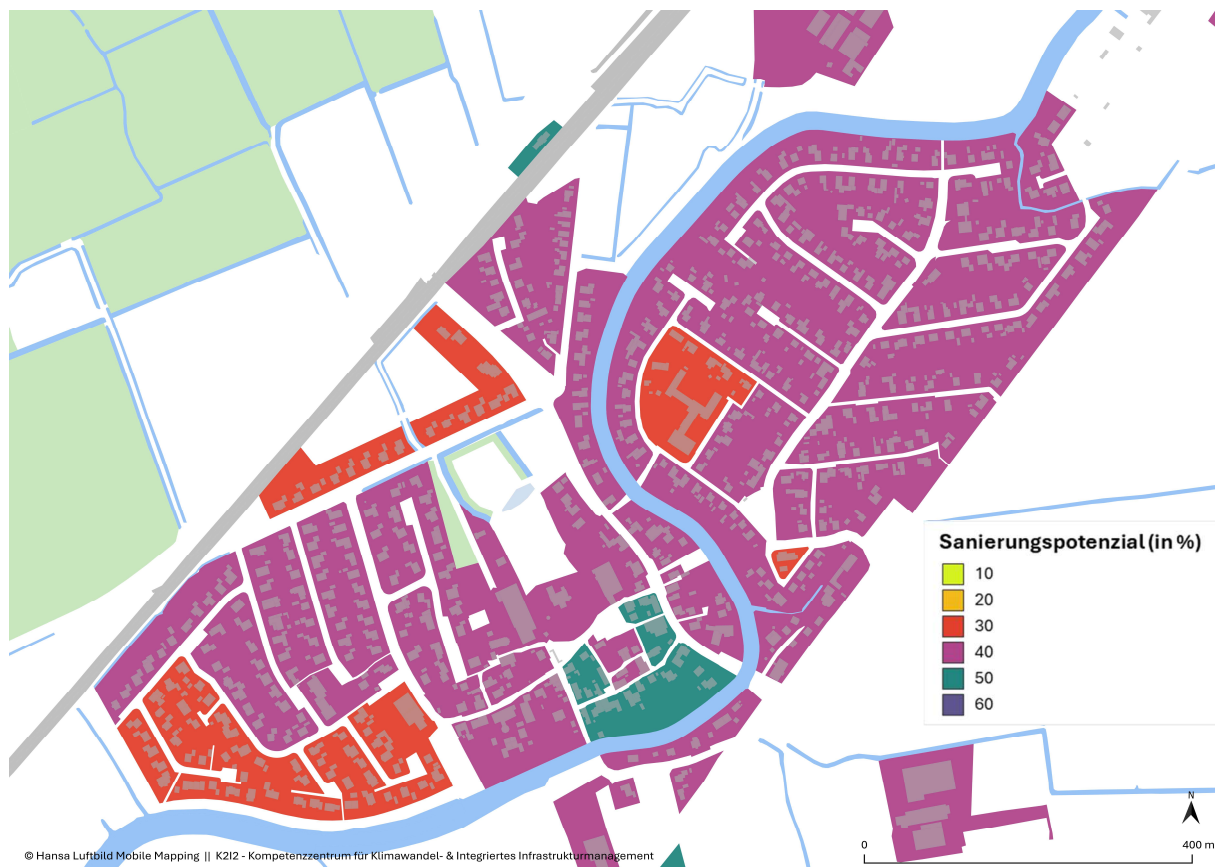 Sanierungspotenzial (in %)
10
20
30
40
50
60
N
0 400 m
© Hansa Luftbild Mobile Mapping || K2I2 - Kompetenzzentrum für Klimawandel- & Integriertes Infrastrukturmanagement